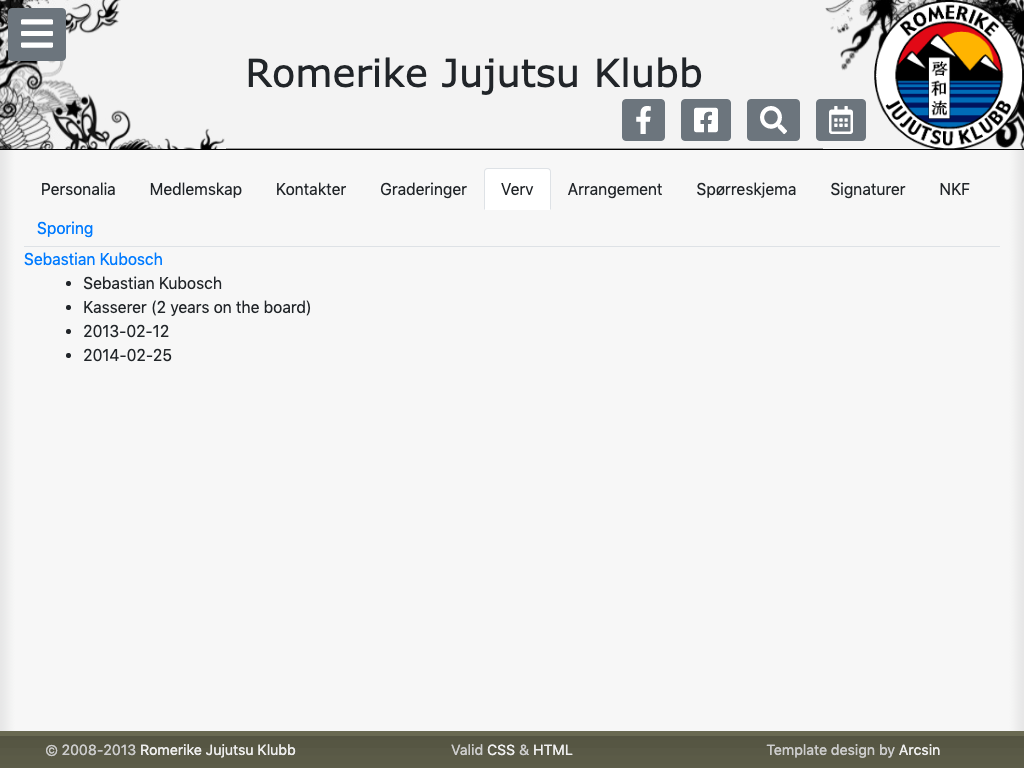 Romerike Jujutsu Klubb
ROMERIKE
啓和流
JUJUTSU KLUBB
Personalia Medlemskap Kontakter Graderinger Verv Arrangement Spørreskjema Signaturer NKF
Sporing
Sebastian Kubosch
Sebastian Kubosch
Kasserer (2 years on the board)
2013-02-12
2014-02-25
© 2008-2013 Romerike Jujutsu Klubb Valid CSS & HTML Template design by Arcsin